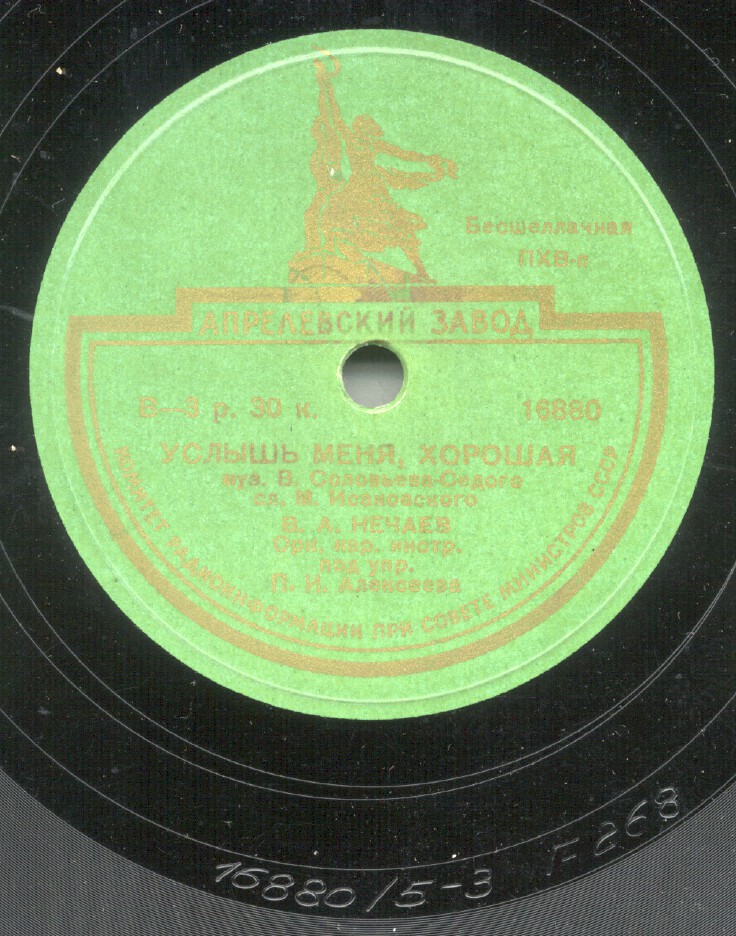 Бесшеллачная
ПХВ-п
АПРЕЛЕВСКИЙ ЗАВОД
В—3 р. 30 к. 16880
УСЛЫШЬ МЕНЯ, ХОРОШАЯ
муз. В. Соловьева-Седого
сл. М. Исаковского
В. А. НЕЧАЕВ
Орк. нар. инстр.
под упр.
П. И. Алексеева
КОМИТЕТ РАДИОИНФОРМАЦИИ ПРИ СОВЕТЕ МИНИСТРОВ СССР
16880/5-3 F 268